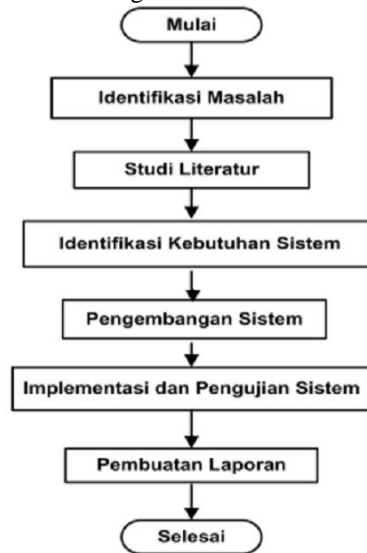 Mulai
Identifikasi Masalah
Studi Literatur
Identifikasi Kebutuhan Sistem
Pengembangan Sistem
Implementasi dan Pengujian Sistem
Pembuatan Laporan
Selesai